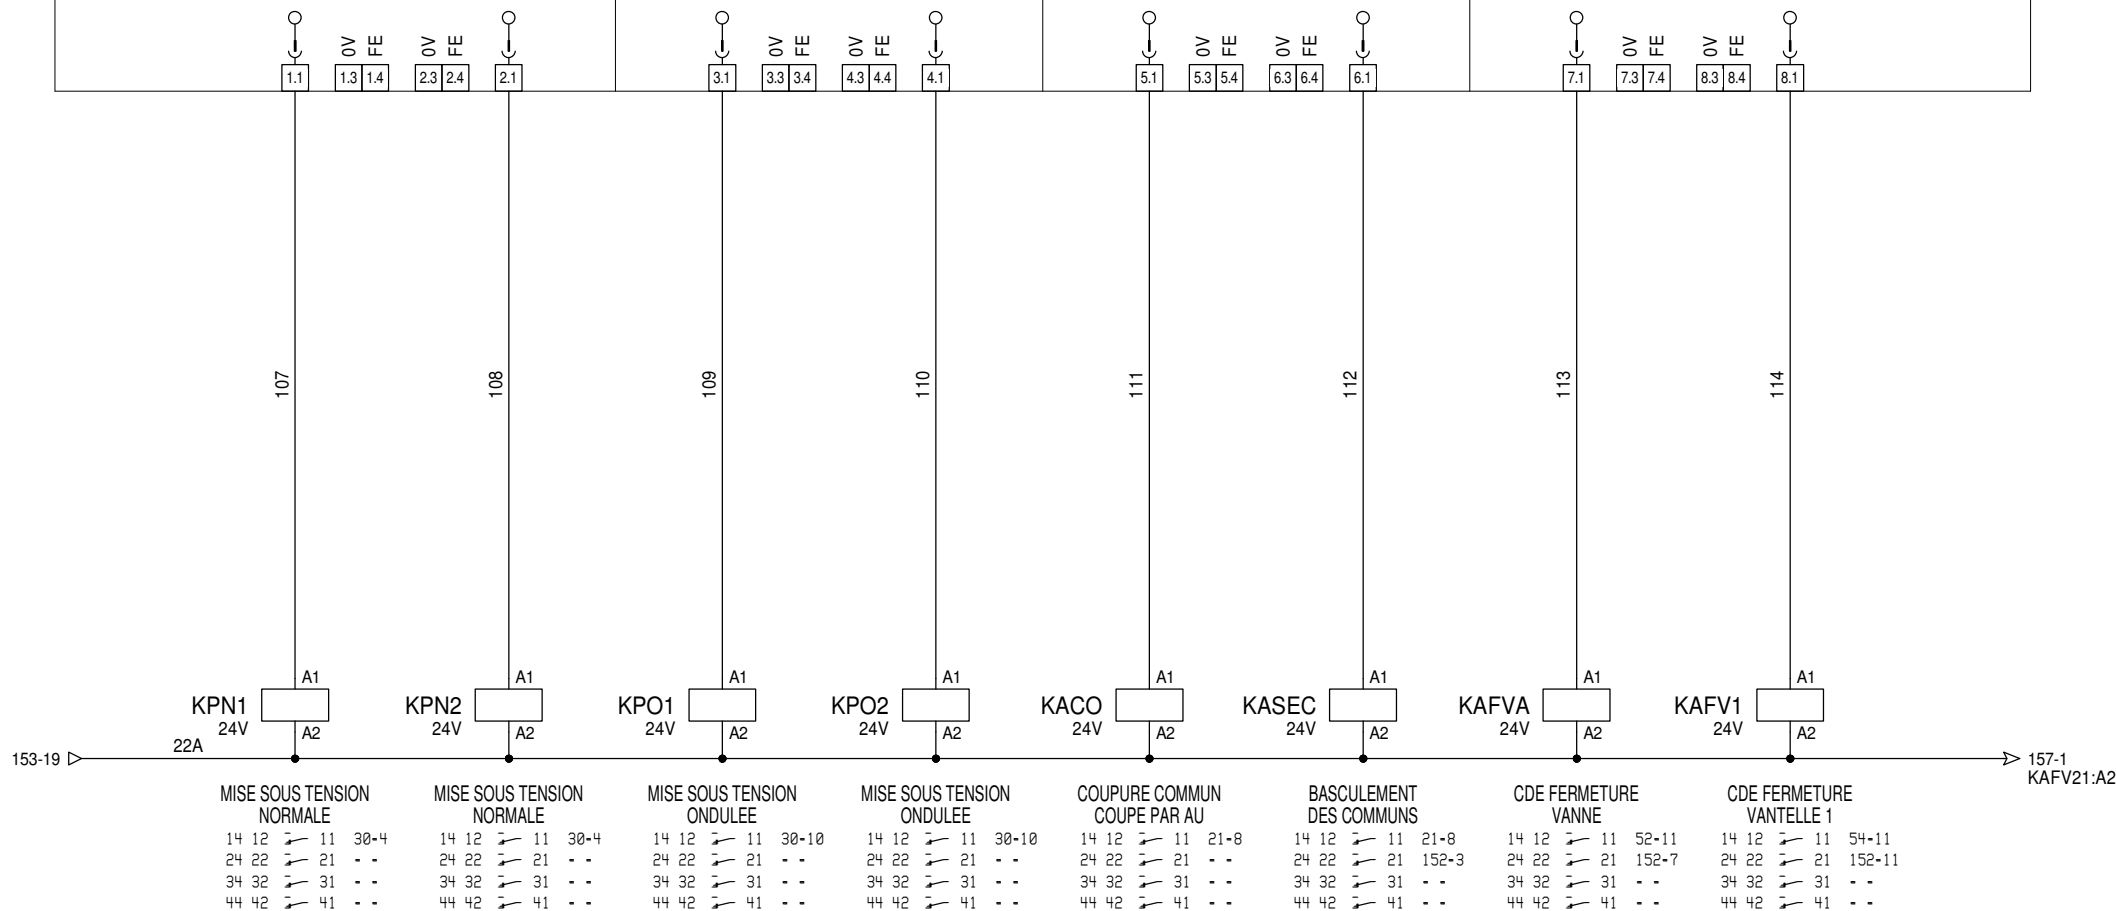 0V FE 0V FE 0V FE 0V FE 0V FE 0V FE 0V FE 0V FE
1.1 1.3 1.4 2.3 2.4 2.1 3.1 3.3 3.4 4.3 4.4 4.1 5.1 5.3 5.4 6.3 6.4 6.1 7.1 7.3 7.4 8.3 8.4 8.1
107 108 109 110 111 112 113 114
A1 A1 A1 A1 A1 A1 A1 A1
KPN1 KPN2 KPO1 KPO2 KACO KASEC KAFVA KAFV1
24V 24V 24V 24V 24V 24V 24V 24V
A2 A2 A2 A2 A2 A2 A2 A2
22A
153-19 157-1
KAFV21:A2
MISE SOUS TENSION MISE SOUS TENSION MISE SOUS TENSION MISE SOUS TENSION COUPURE COMMUN BASCULEMENT CDE FERMETURE CDE FERMETURE
NORMALE NORMALE ONDULEE ONDULEE COUPE PAR AU DES COMMUNS VANNE VANTELLE 1
14 12 11 30-4 14 12 11 30-4 14 12 11 30-10 14 12 11 30-10 14 12 11 21-8 14 12 11 21-8 14 12 11 52-11 14 12 11 54-11
24 22 21 - - 24 22 21 - - 24 22 21 - - 24 22 21 - - 24 22 21 - - 24 22 21 152-3 24 22 21 152-7 24 22 21 152-11
34 32 31 - - 34 32 31 - - 34 32 31 - - 34 32 31 - - 34 32 31 - - 34 32 31 - - 34 32 31 - - 34 32 31 - -
44 42 41 - - 44 42 41 - - 44 42 41 - - 44 42 41 - - 44 42 41 - - 44 42 41 - - 44 42 41 - - 44 42 41 - -